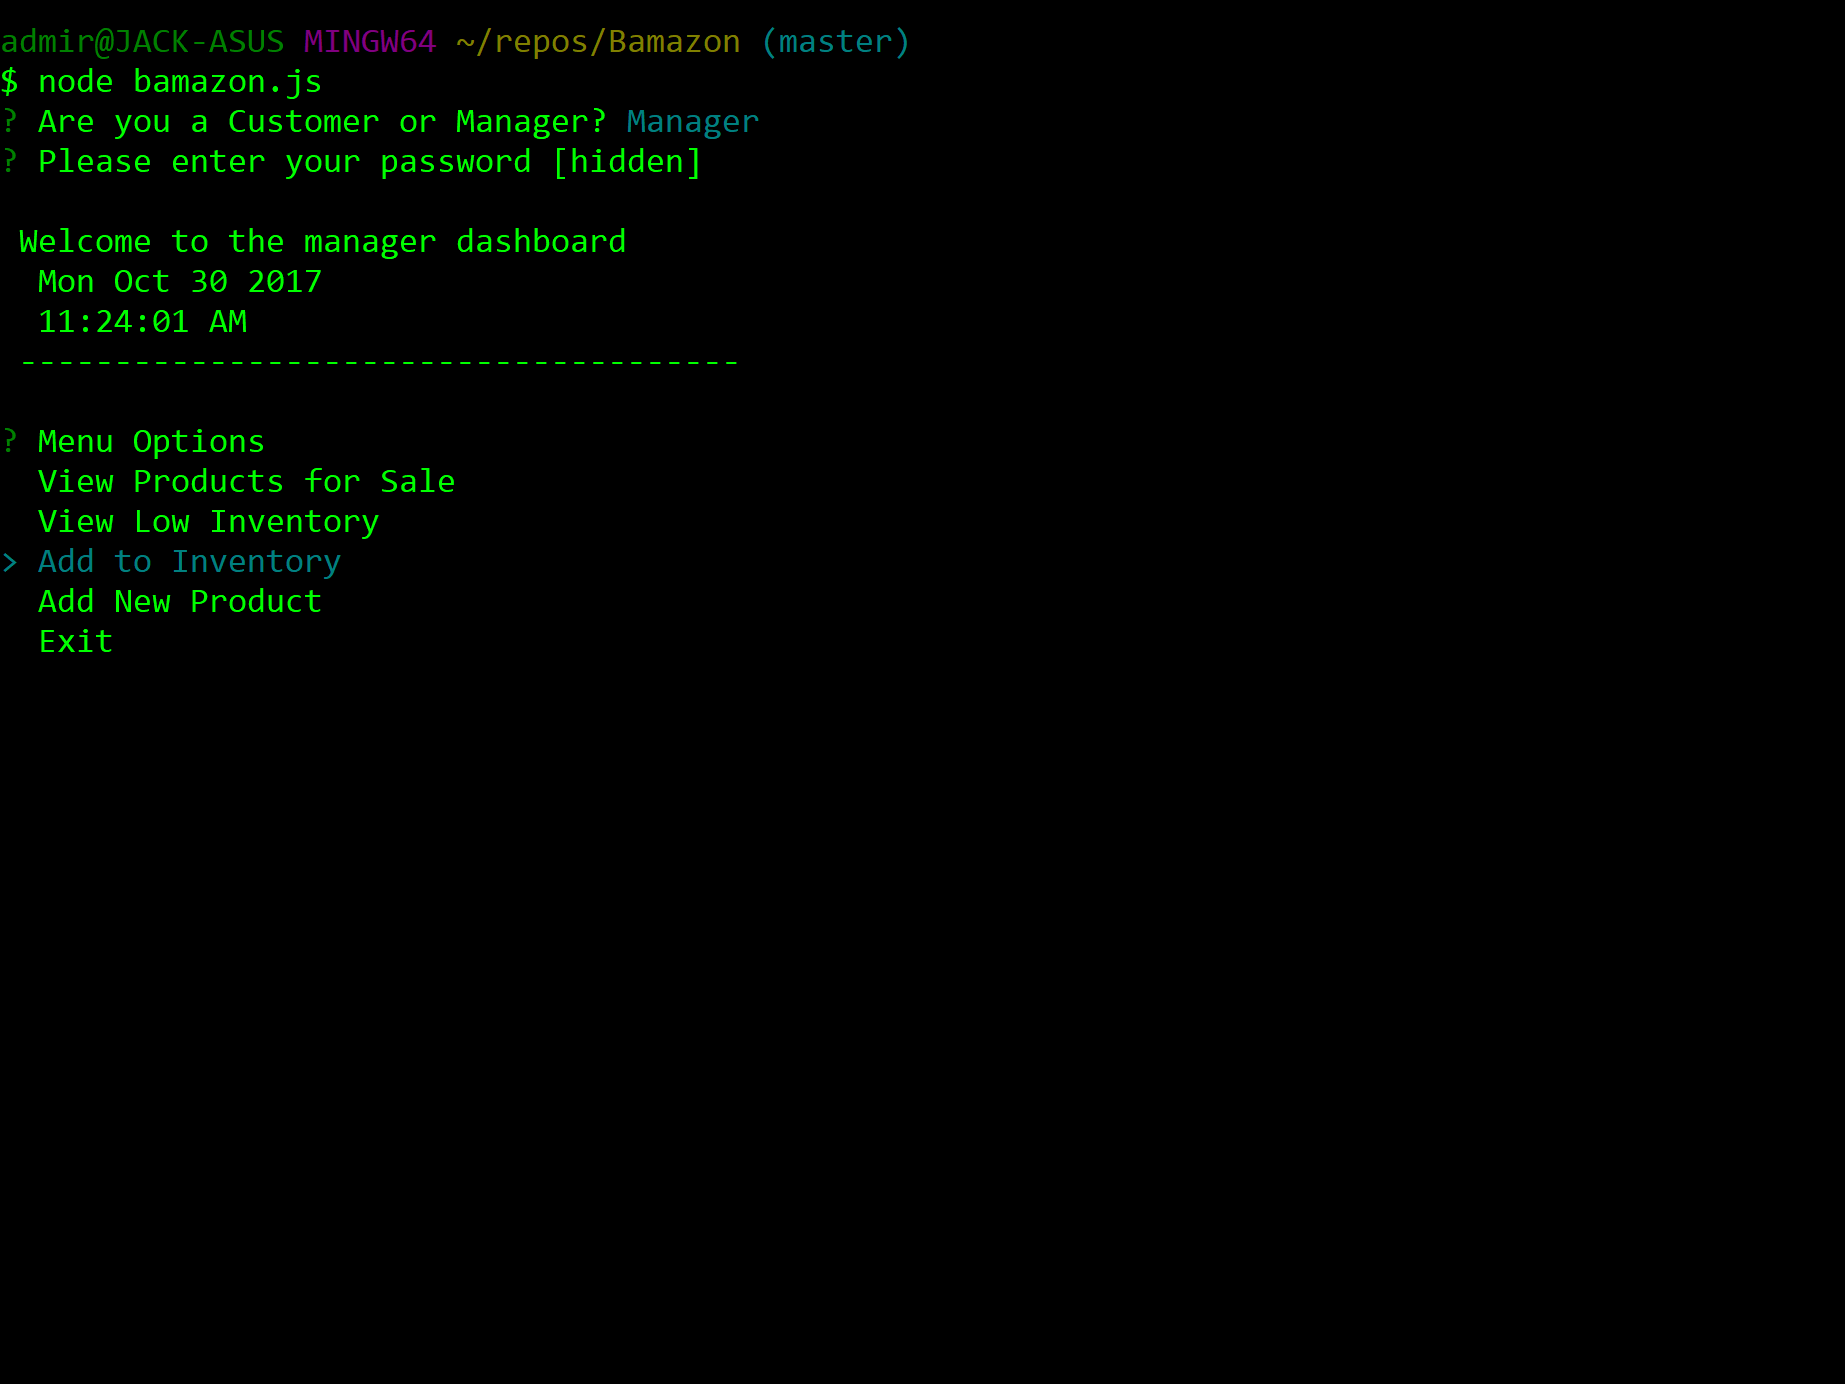 admir@JACK-ASUS MINGW64 ~/repos/Bamazon (master)
$ node bamazon.js
? Are you a Customer or Manager? Manager
? Please enter your password [hidden]
Welcome to the manager dashboard
Mon Oct 30 2017
11:24:01 AM
--------------------------------------
? Menu Options
View Products for Sale
View Low Inventory
> Add to Inventory
Add New Product
Exit